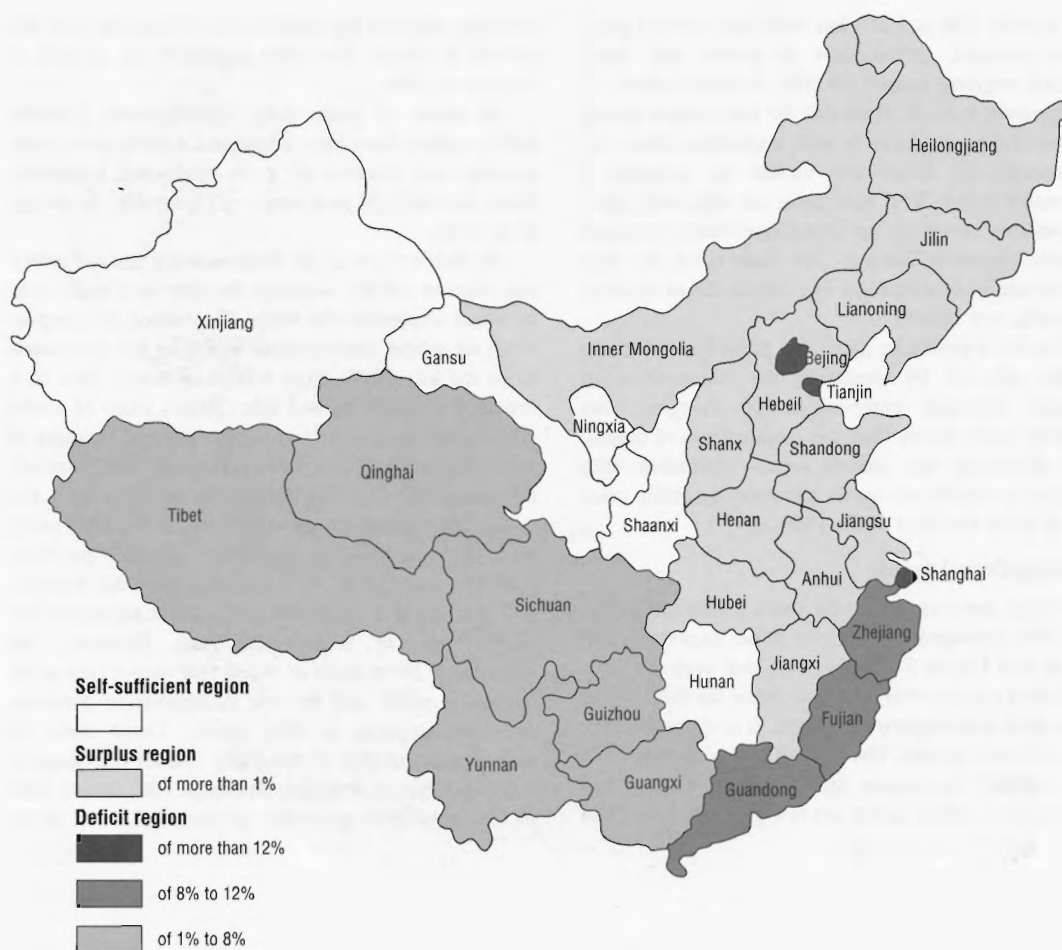 Heilongjiang
Jilin
Lianoning
Xinjiang
Gansu
Inner Mongolia
Beijing
Tianjin
Hebeil
Ningxia
Shanx
Shandong
Qinghai
Tibet
Shaanxi
Henan
Jiangsu
Anhui
Shanghai
Sichuan
Hubei
Zhejiang
Hunan
Jiangxi
Self-sufficient region
Guizhou
Fujian
Surplus region
Yunnan
Guangxi
Guandong
of more than 1%
Deficit region
of more than 12%
of 8% to 12%
of 1% to 8%